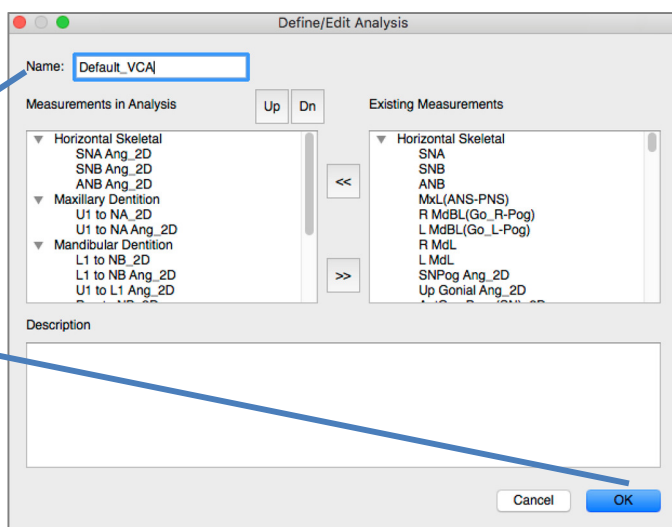 Define/Edit Analysis
Name: Default_VCA
Measurements in Analysis
Up
Dn
Existing Measurements
Horizontal Skeletal
SNA Ang_2D
SNB Ang_2D
ANB Ang_2D
Maxillary Dentition
U1 to NA_2D
U1 to NA Ang_2D
Mandibular Dentition
L1 to NB_2D
L1 to NB Ang_2D
U1 to L1 Ang_2D
<<
>>
Horizontal Skeletal
SNA
SNB
ANB
MxL(ANS-PNS)
R MdBL(Go_R-Pog)
L MdBL(Go_L-Pog)
R MdL
L MdL
SNPog Ang_2D
Up Gonial Ang_2D
Description
Cancel
OK